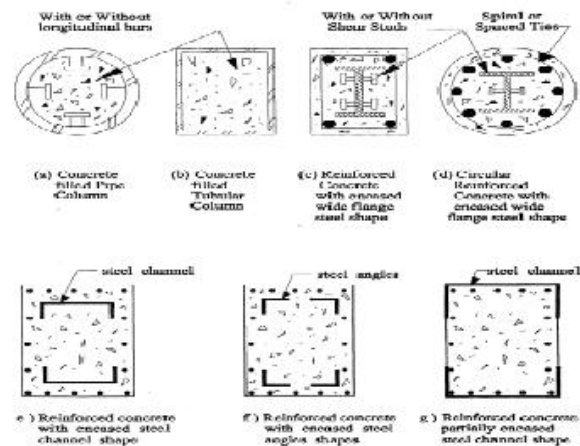 With or Without
longitudinal bars
With or Without
Shear Studs
Spiral or
Spaced Ties
(a) Concrete
filled Pipe
Column
(b) Concrete
filled
Tubular
Column
(c) Reinforced
Concrete
with encased
wide flange
steel shape
(d) Circular
Reinforced
Concrete with
encased wide
flange steel shape
steel channel
steel angles
steel channel
e ) Reinforced concrete
with encased steel
channel shape
f ) Reinforced concrete
with encased steel
angles shapes
g ) Reinforced concrete
partially encased
steel channel shape